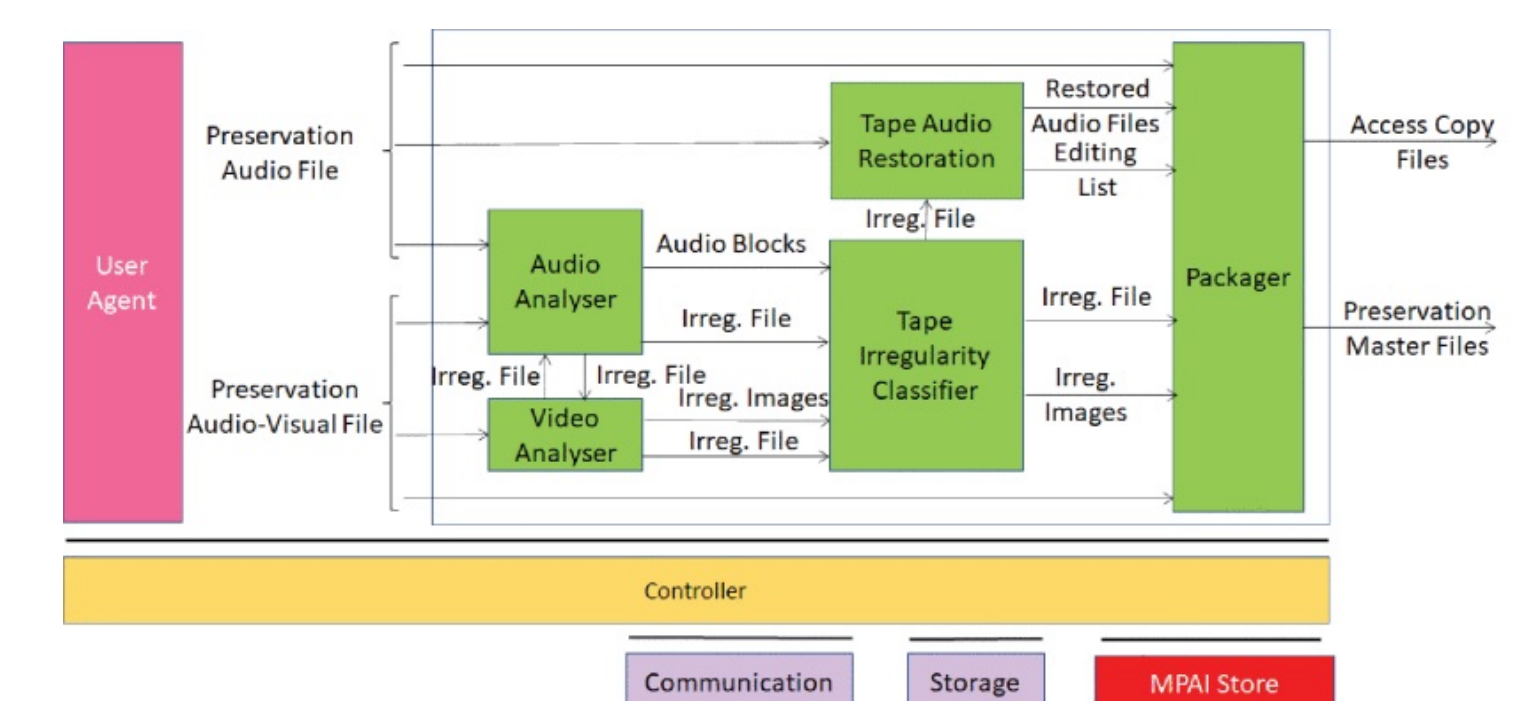 User
Agent
Preservation
Audio File
Preservation
Audio-Visual File
Audio
Analyser
Irreg. File
Irreg. File
Video
Analyser
Audio Blocks
Irreg. File
Irreg. Images
Irreg. File
Tape Audio
Restoration
Irreg. File
Tape
Irregularity
Classifier
Restored
Audio Files
Editing
List
Irreg. File
Irreg.
Images
Packager
Access Copy
Files
Preservation
Master Files
Controller
Communication
Storage
MPAI Store